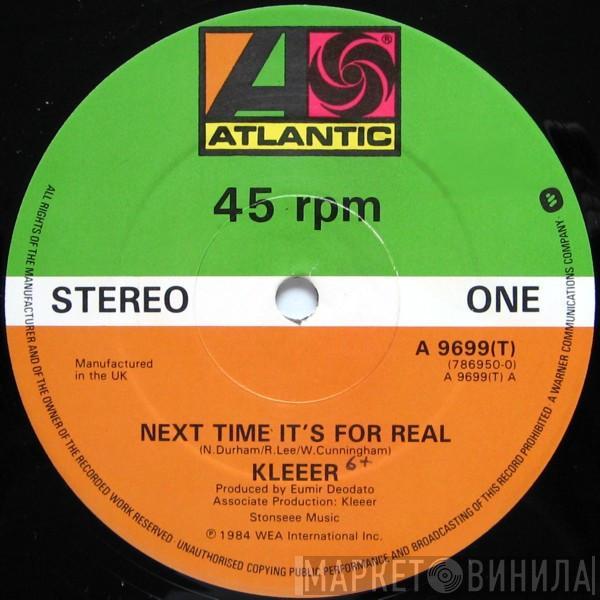 ATLANTIC
®
45 rpm
STEREO
ONE
A 9699(T)
(786950-0)
A 9699(T) A
Manufactured
in the UK
NEXT TIME IT'S FOR REAL
(N.Durham/R.Lee/W.Cunningham)
KLEEER 6+
Produced by Eumir Deodato
Associate Production: Kleeer
Stonseee Music
℗ 1984 WEA International Inc.
ALL RIGHTS OF THE MANUFACTURER AND OF THE OWNER OF THE RECORDED WORK RESERVED · UNAUTHORISED COPYING PUBLIC PERFORMANCE AND BROADCASTING OF THIS RECORD PROHIBITED · A WARNER COMMUNICATIONS COMPANY ·
МАРКЕТ ВИНИЛА